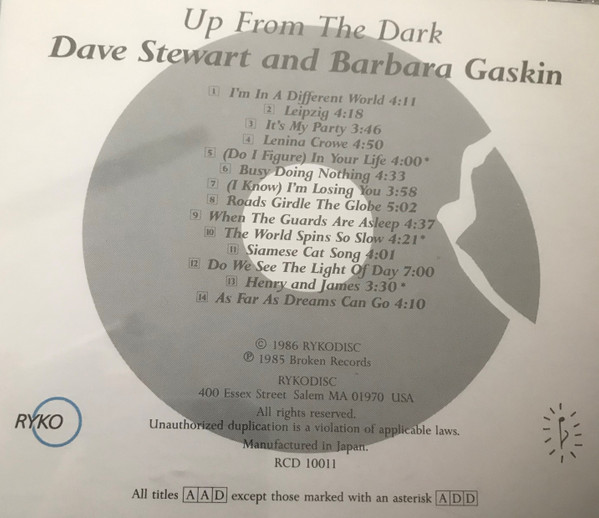 Up From The Dark
Dave Stewart and Barbara Gaskin
1 I'm In A Different World 4:11
2 Leipzig 4:18
3 It's My Party 3:46
4 Lenina Crowe 4:50
5 (Do I Figure) In Your Life 4:00*
6 Busy Doing Nothing 4:33
7 (I Know) I'm Losing You 3:58
8 Roads Girdle The Globe 5:02
9 When The Guards Are Asleep 4:37
10 The World Spins So Slow 4:21*
11 Siamese Cat Song 4:01
12 Do We See The Light Of Day 7:00
13 Henry and James 3:30*
14 As Far As Dreams Can Go 4:10
© 1986 RYKODISC
℗ 1985 Broken Records
RYKODISC
400 Essex Street Salem MA 01970 USA
All rights reserved.
Unauthorized duplication is a violation of applicable laws.
Manufactured in Japan.
RCD 10011
RYKO
All titles AAD except those marked with an asterisk ADD